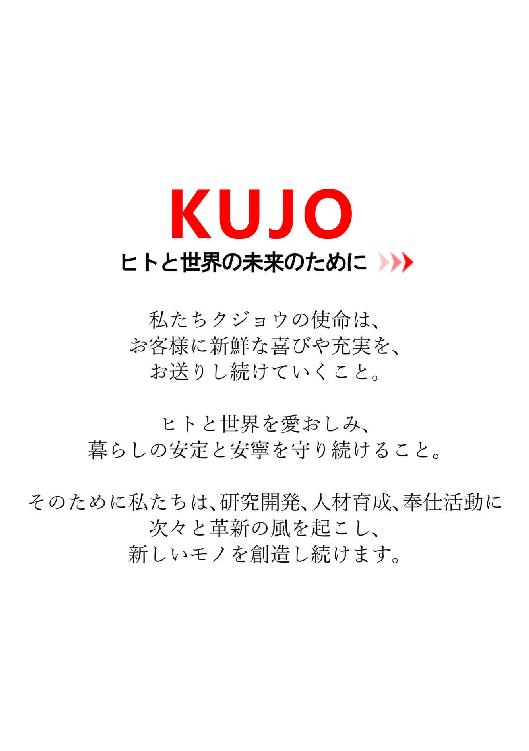 KUJO
ヒトと世界の未来のために
私たちクジョウの使命は、
お客様に新鮮な喜びや充実を、
お送りし続けていくこと。
ヒトと世界を愛おしみ、
暮らしの安定と安寧を守り続けること。
そのために私たちは、研究開発、人材育成、奉仕活動に
次々と革新の風を起こし、
新しいモノを創造し続けます。